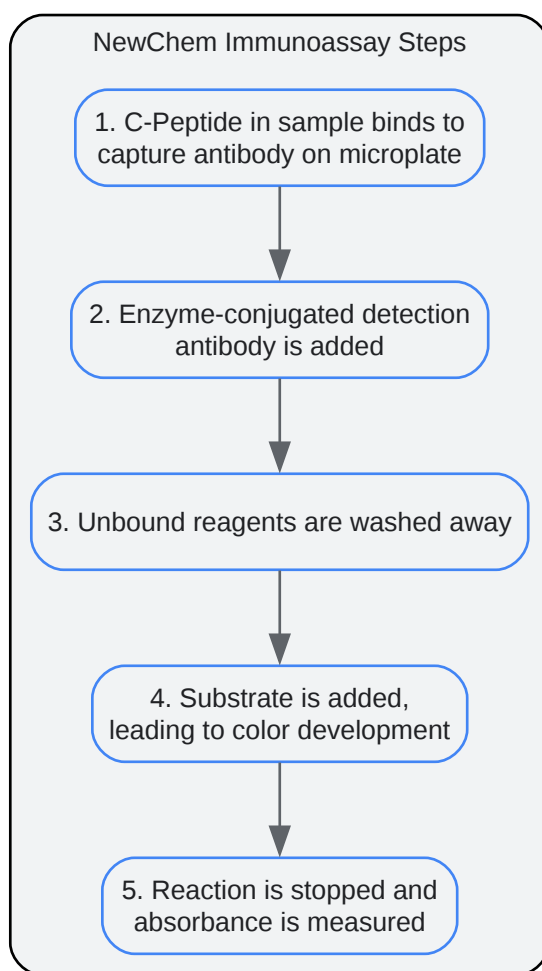 NewChem Immunoassay Steps
1. C-Peptide in sample binds to
capture antibody on microplate
2. Enzyme-conjugated detection
antibody is added
3. Unbound reagents are washed away
4. Substrate is added,
leading to color development
5. Reaction is stopped and
absorbance is measured